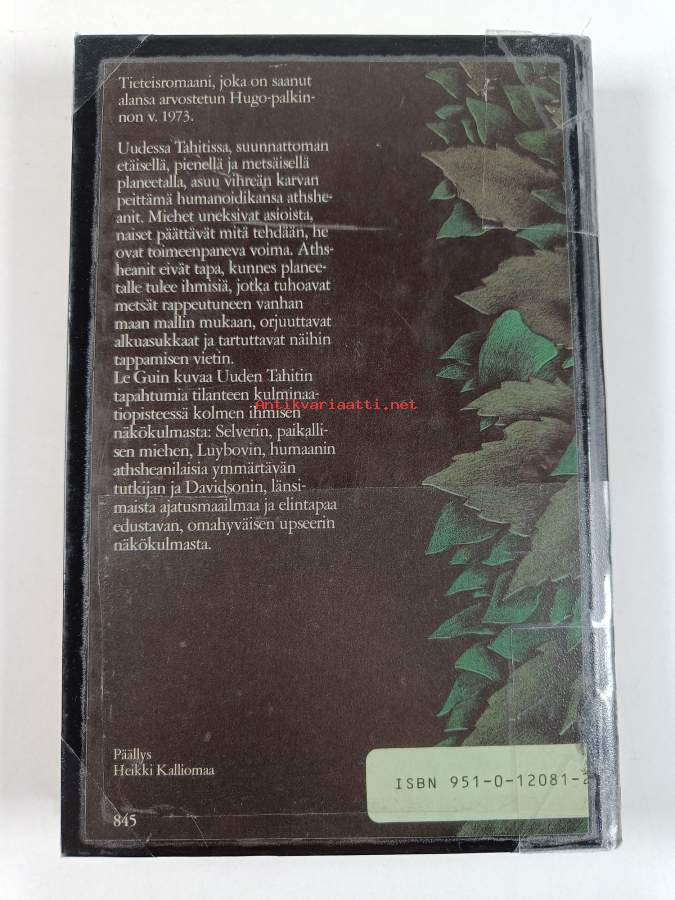 Tieteisromaani, joka on saanut
alansa arvostetun Hugo-palkin-
non v. 1973.
Uudessa Tahitissa, suunnattoman
etäisellä, pienellä ja metsäisellä
planeetalla, asuu vihreän karvan
peittämä humanoidikansa athshe-
anit. Miehet uneksivat asioista,
naiset päättävät mitä tehdään, he
ovat toimeenpaneva voima. Aths-
heanit eivät tapa, kunnes planee-
talle tulee ihmisiä, jotka tuhoavat
metsät rappeutuneen vanhan
maan mallin mukaan, orjuuttavat
alkuasukkaat ja tartuttavat näihin
tappamisen vietin.
Le Guin kuvaa Uuden Tahitin
tapahtumia tilanteen kulminaa-
tiopisteessä kolmen ihmisen
näkökulmasta: Selverin, paikalli-
sen miehen, Luybovin, humaanin
athsheanilaisia ymmärtävän
tutkijan ja Davidsonin, länsi-
maista ajatusmaailmaa ja elintapaa
edustavan, omahyväisen upseerin
näkökulmasta.
Antikvariaatti.net
Päällys
Heikki Kalliomaa
ISBN 951-0-12081-2
845